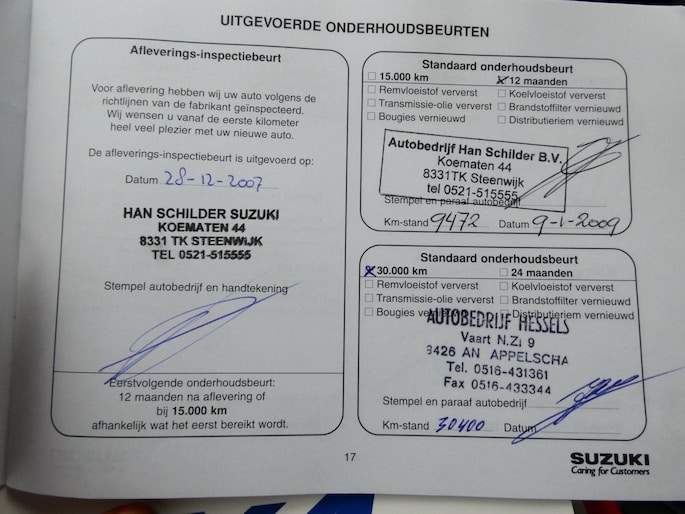 UITGEVOERDE ONDERHOUDSBEURTEN
Afleverings-inspectiebeurt
Voor aflevering hebben wij uw auto volgens de
richtlijnen van de fabrikant geïnspecteerd.
Wij wensen u vanaf de eerste kilometer
heel veel plezier met uw nieuwe auto.
De afleverings-inspectiebeurt is uitgevoerd op:
Datum 28-12-2007
HAN SCHILDER SUZUKI
KOEMATEN 44
8331 TK STEENWIJK
TEL 0521-515555
Stempel autobedrijf en handtekening
Eerstvolgende onderhoudsbeurt:
12 maanden na aflevering of
bij 15.000 km
afhankelijk wat het eerst bereikt wordt.
Standaard onderhoudsbeurt
15.000 km 12 maanden
Remvloeistof ververst Koelvloeistof ververst
Transmissie-olie ververst Brandstoffilter vernieuwd
Bougies vernieuwd Distributieriem vernieuwd
Autobedrijf Han Schilder B.V.
Koematen 44
8331TK Steenwijk
tel 0521-515555
Stempel en paraaf autobedrijf
Km-stand 9472 Datum 9-1-2009
Standaard onderhoudsbeurt
30.000 km 24 maanden
Remvloeistof ververst Koelvloeistof ververst
Transmissie-olie ververst Brandstoffilter vernieuwd
Bougies vernieuwd Distributieriem vernieuwd
AUTOBEDRIJF HESSELS
Vaart N.Z. 9
8426 AN APPELSCHA
Tel. 0516-431361
Fax 0516-433344
Stempel en paraaf autobedrijf
Km-stand 30400 Datum
17
SUZUKI
Caring for Customers